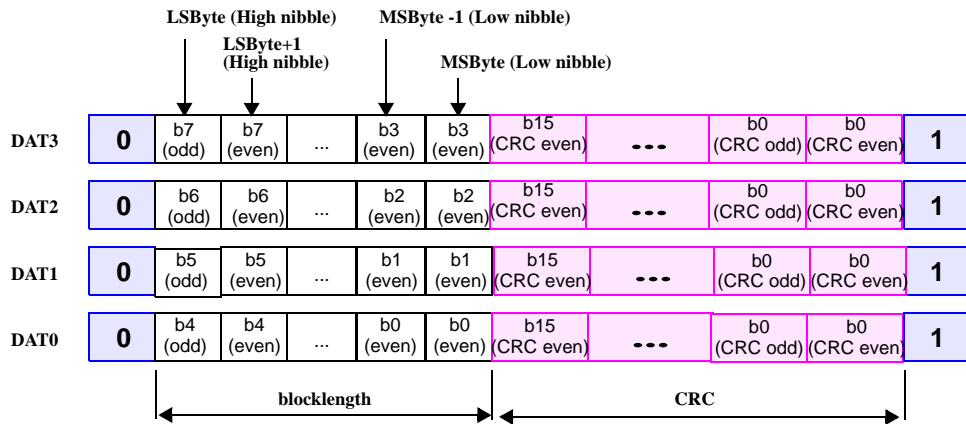 LSByte (High nibble)
MSByte -1 (Low nibble)
LSByte+1
(High nibble)
MSByte (Low nibble)
DAT3
0
b7
(odd)
b7
(even)
...
b3
(even)
b3
(even)
b15
(CRC even)
...
b0
(CRC odd)
b0
(CRC even)
1
DAT2
0
b6
(odd)
b6
(even)
...
b2
(even)
b2
(even)
b15
(CRC even)
...
b0
(CRC odd)
b0
(CRC even)
1
DAT1
0
b5
(odd)
b5
(even)
...
b1
(even)
b1
(even)
b15
(CRC even)
...
b0
(CRC odd)
b0
(CRC even)
1
DAT0
0
b4
(odd)
b4
(even)
...
b0
(even)
b0
(even)
b15
(CRC even)
...
b0
(CRC odd)
b0
(CRC even)
1
blocklength
CRC